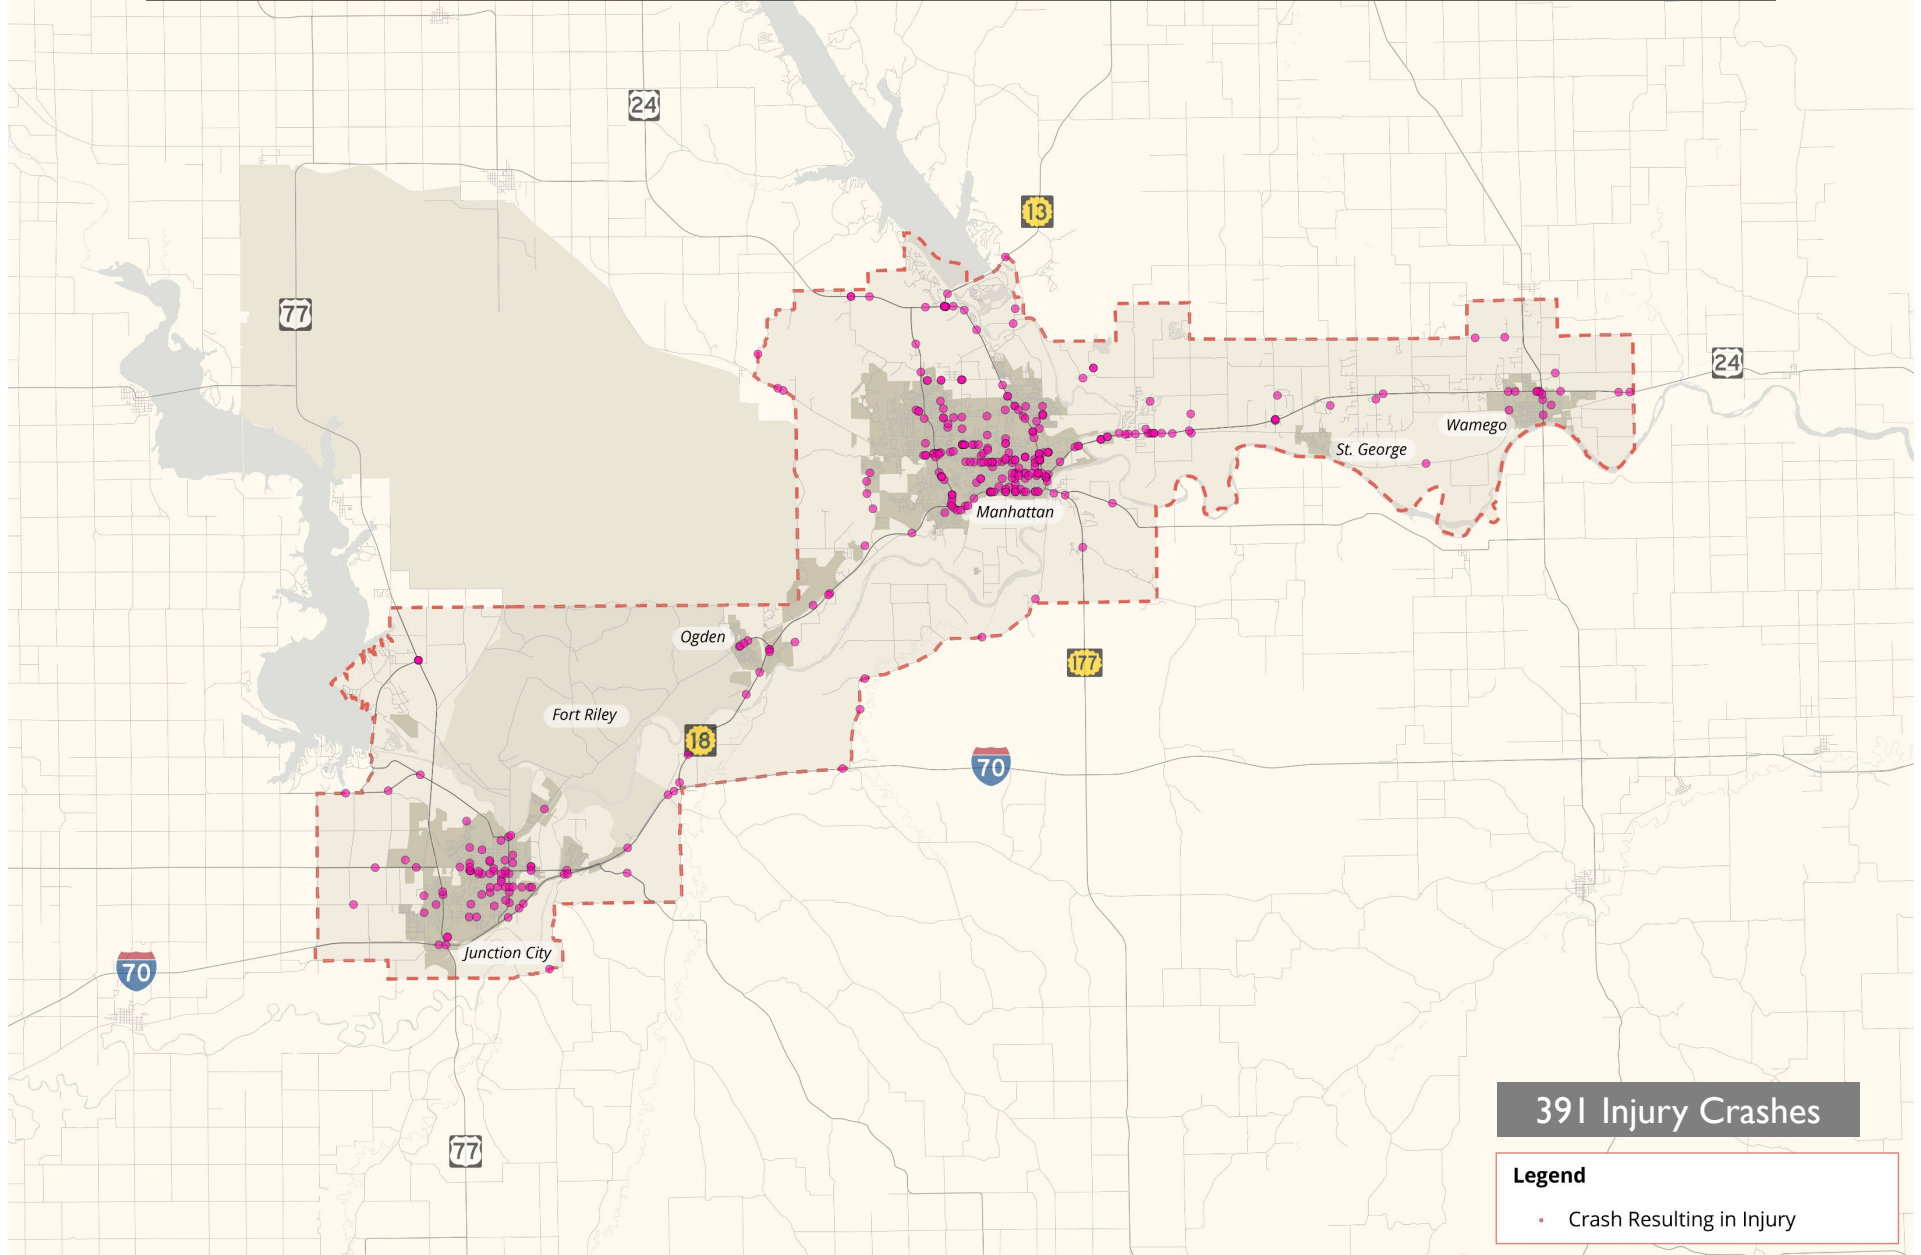 24
13
77
24
Wamego
St. George
Manhattan
Ogden
177
Fort Riley
18
70
Junction City
70
391 Injury Crashes
77
Legend
Crash Resulting in Injury